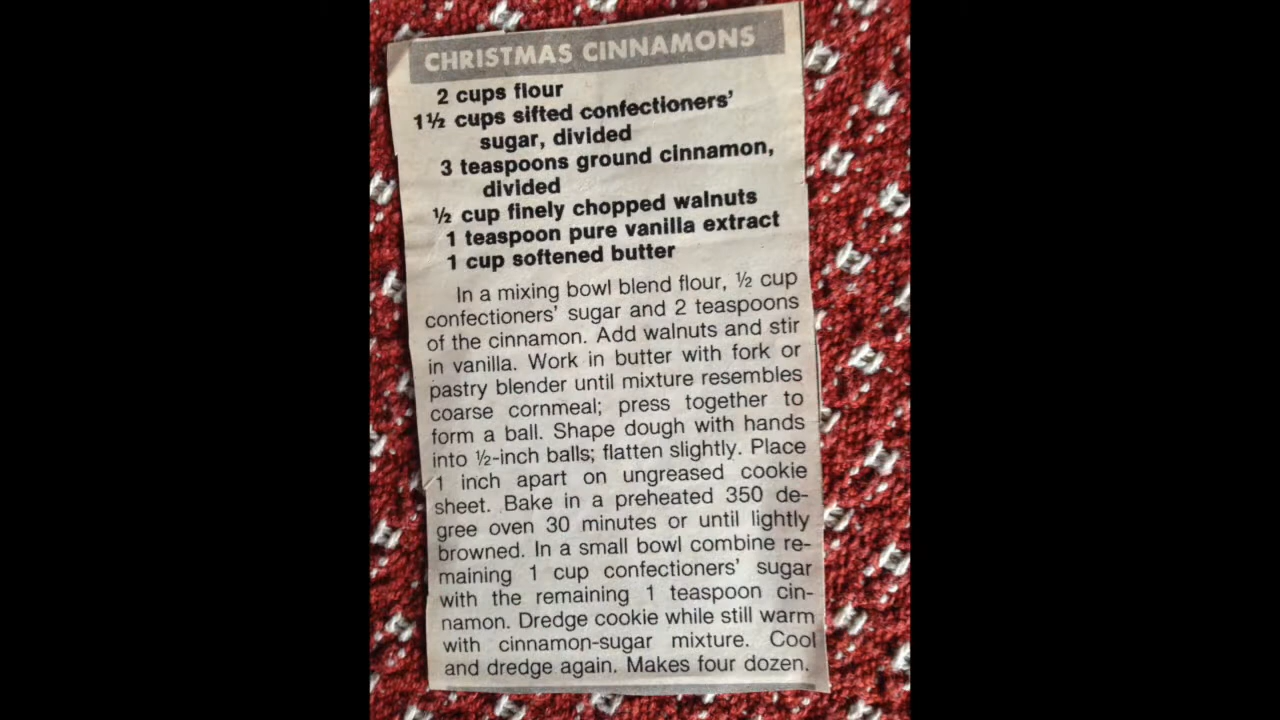 CHRISTMAS CINNAMONS
2 cups flour
1½ cups sifted confectioners'
sugar, divided
3 teaspoons ground cinnamon,
divided
½ cup finely chopped walnuts
1 teaspoon pure vanilla extract
1 cup softened butter
In a mixing bowl blend flour, ½ cup
confectioners' sugar and 2 teaspoons
of the cinnamon. Add walnuts and stir
in vanilla. Work in butter with fork or
pastry blender until mixture resembles
coarse cornmeal; press together to
form a ball. Shape dough with hands
into ½-inch balls; flatten slightly. Place
1 inch apart on ungreased cookie
sheet. Bake in a preheated 350 de-
gree oven 30 minutes or until lightly
browned. In a small bowl combine re-
maining 1 cup confectioners' sugar
with the remaining 1 teaspoon cin-
namon. Dredge cookie while still warm
with cinnamon-sugar mixture. Cool
and dredge again. Makes four dozen.